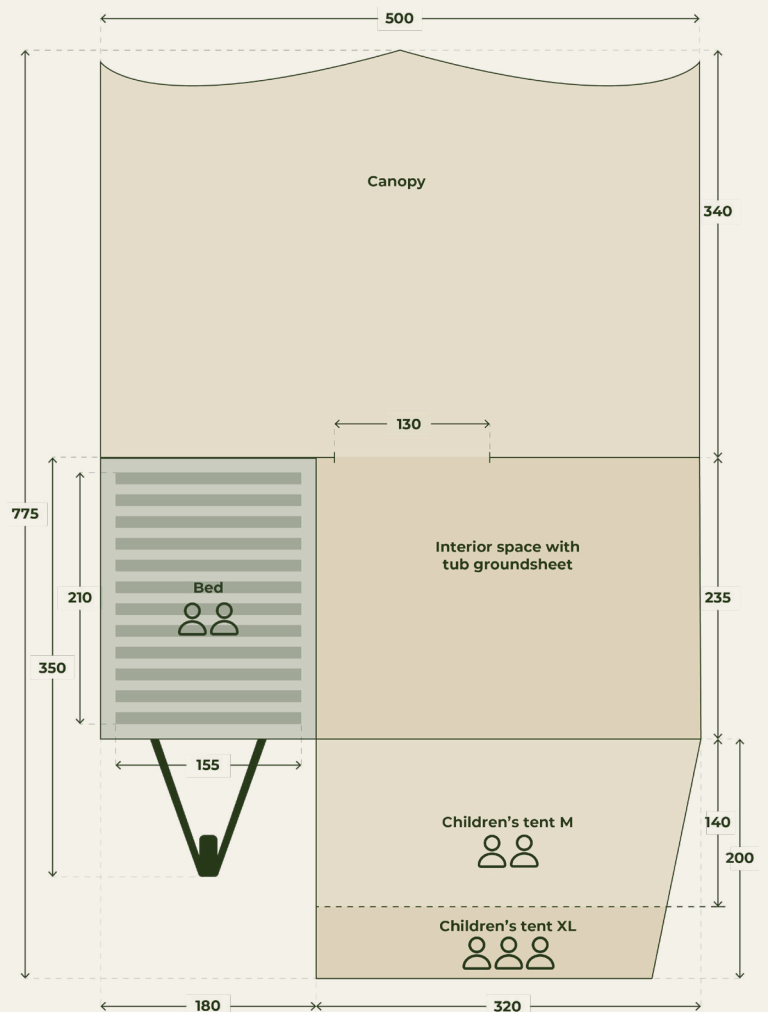 500
Canopy
340
130
775
Interior space with
tub groundsheet
Bed
210
235
350
155
Children's tent M
140
200
Children's tent XL
180
320